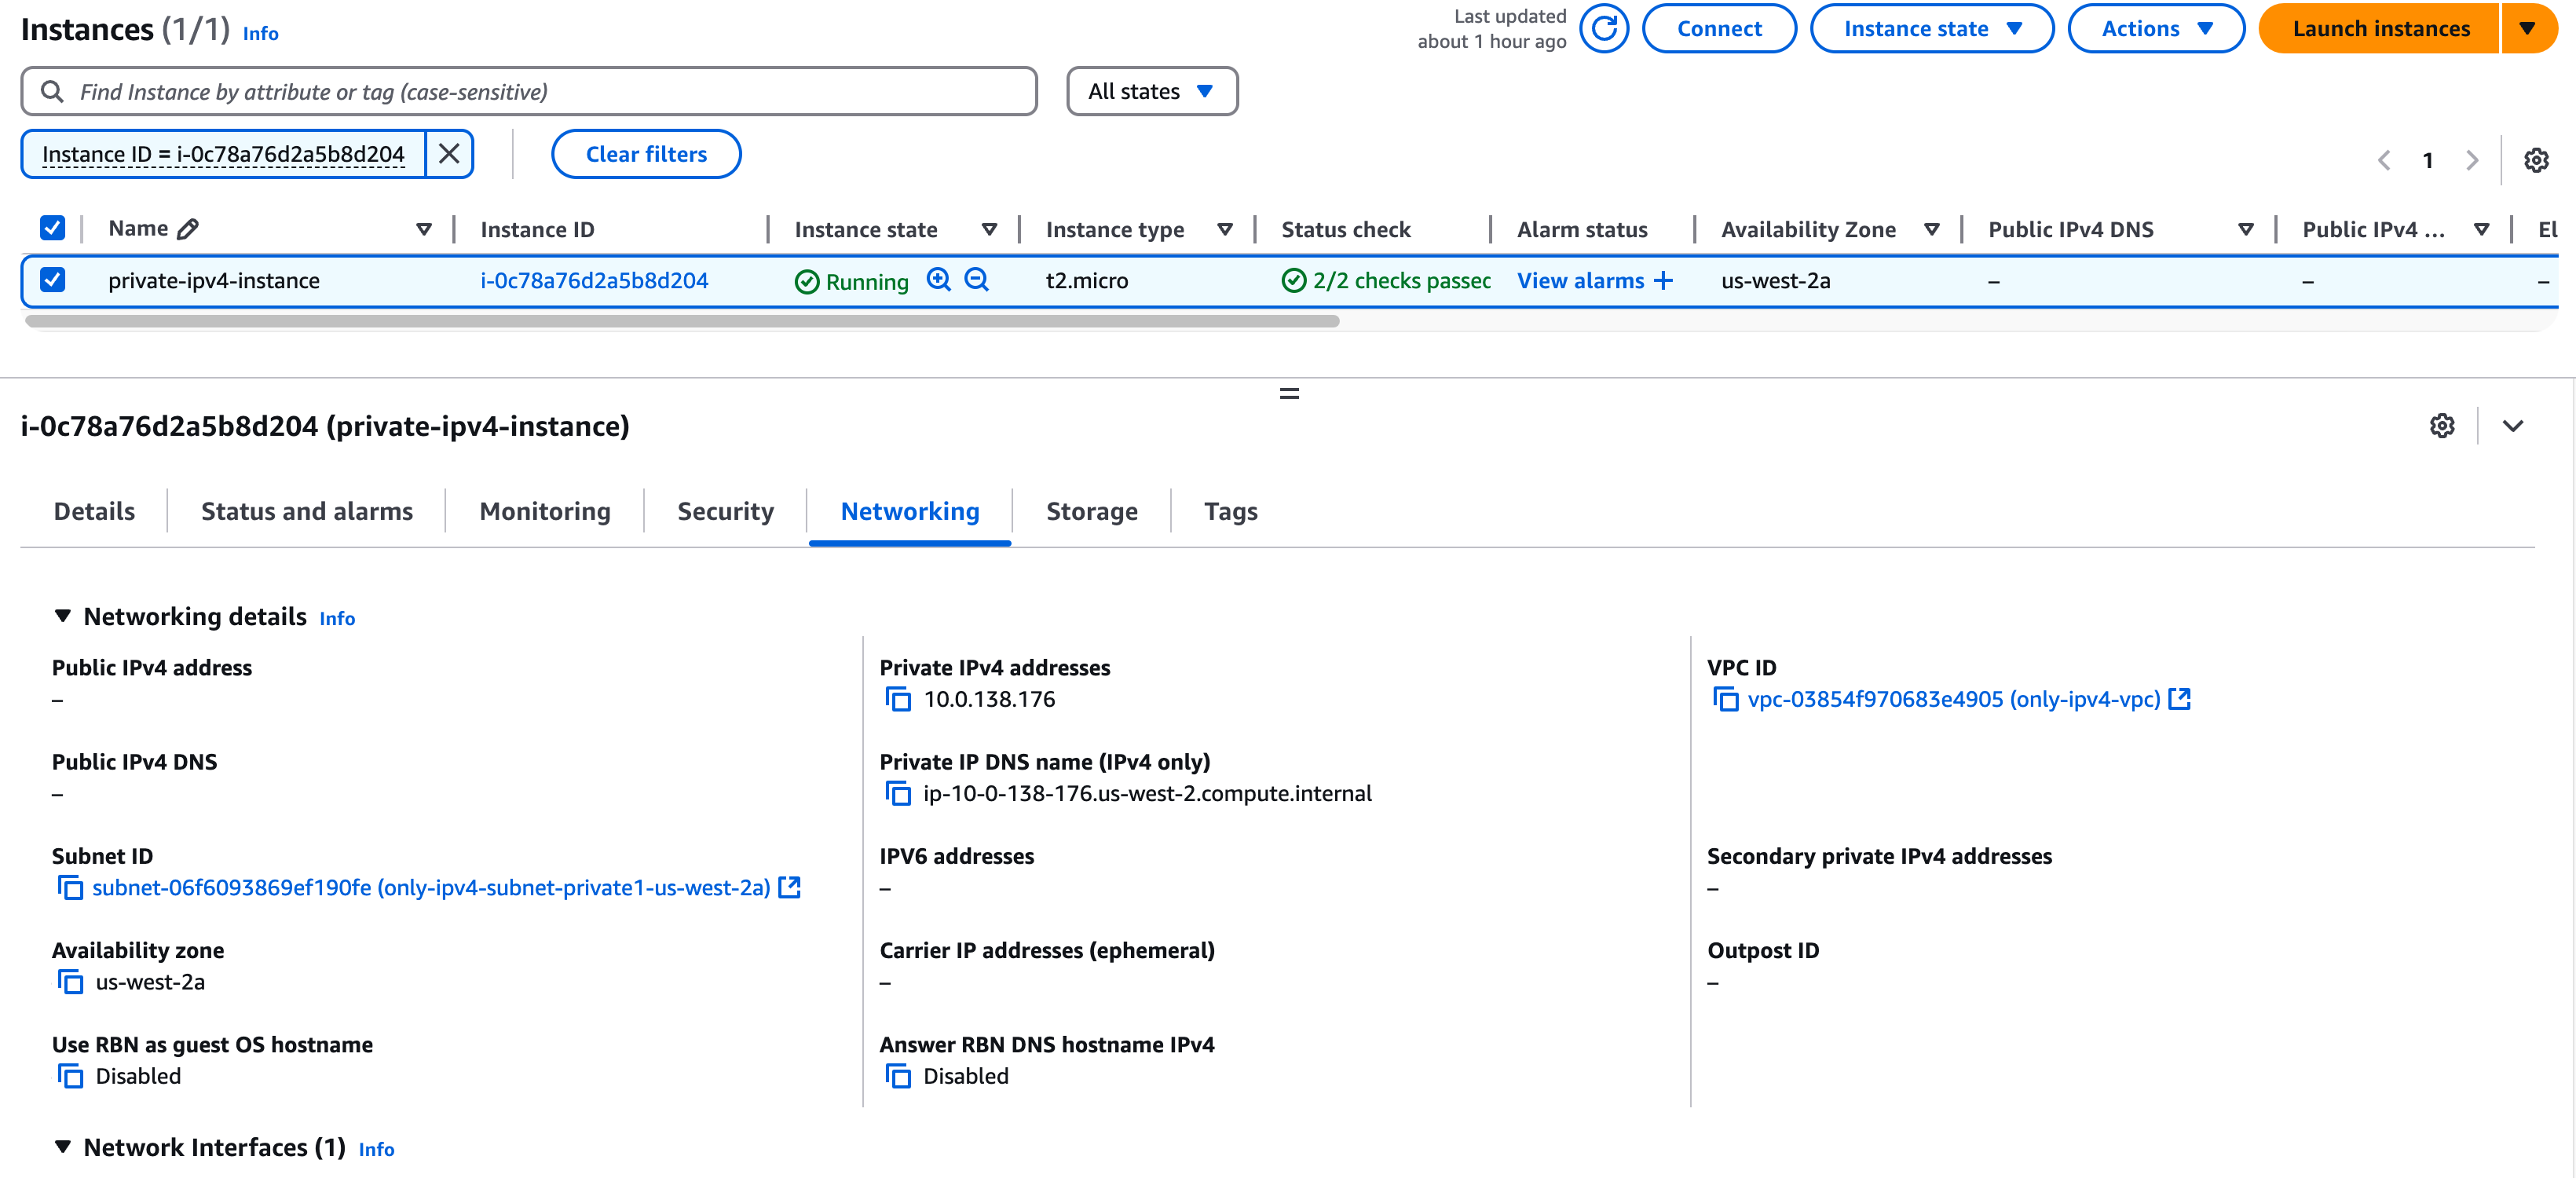 Instances (1/1) Info
Last updated
about 1 hour ago
Connect
Instance state
Actions
Launch instances
Find Instance by attribute or tag (case-sensitive)
All states
Instance ID = i-0c78a76d2a5b8d204
Clear filters
1
Name Instance ID Instance state Instance type Status check Alarm status Availability Zone Public IPv4 DNS Public IPv4 ... El
private-ipv4-instance i-0c78a76d2a5b8d204 Running t2.micro 2/2 checks passec View alarms + us-west-2a – – –
i-0c78a76d2a5b8d204 (private-ipv4-instance)
Details Status and alarms Monitoring Security Networking Storage Tags
Networking details Info
Public IPv4 address
–
Private IPv4 addresses
10.0.138.176
VPC ID
vpc-03854f970683e4905 (only-ipv4-vpc)
Public IPv4 DNS
–
Private IP DNS name (IPv4 only)
ip-10-0-138-176.us-west-2.compute.internal
Subnet ID
subnet-06f6093869ef190fe (only-ipv4-subnet-private1-us-west-2a)
IPV6 addresses
–
Secondary private IPv4 addresses
–
Availability zone
us-west-2a
Carrier IP addresses (ephemeral)
–
Outpost ID
–
Use RBN as guest OS hostname
Disabled
Answer RBN DNS hostname IPv4
Disabled
Network Interfaces (1) Info